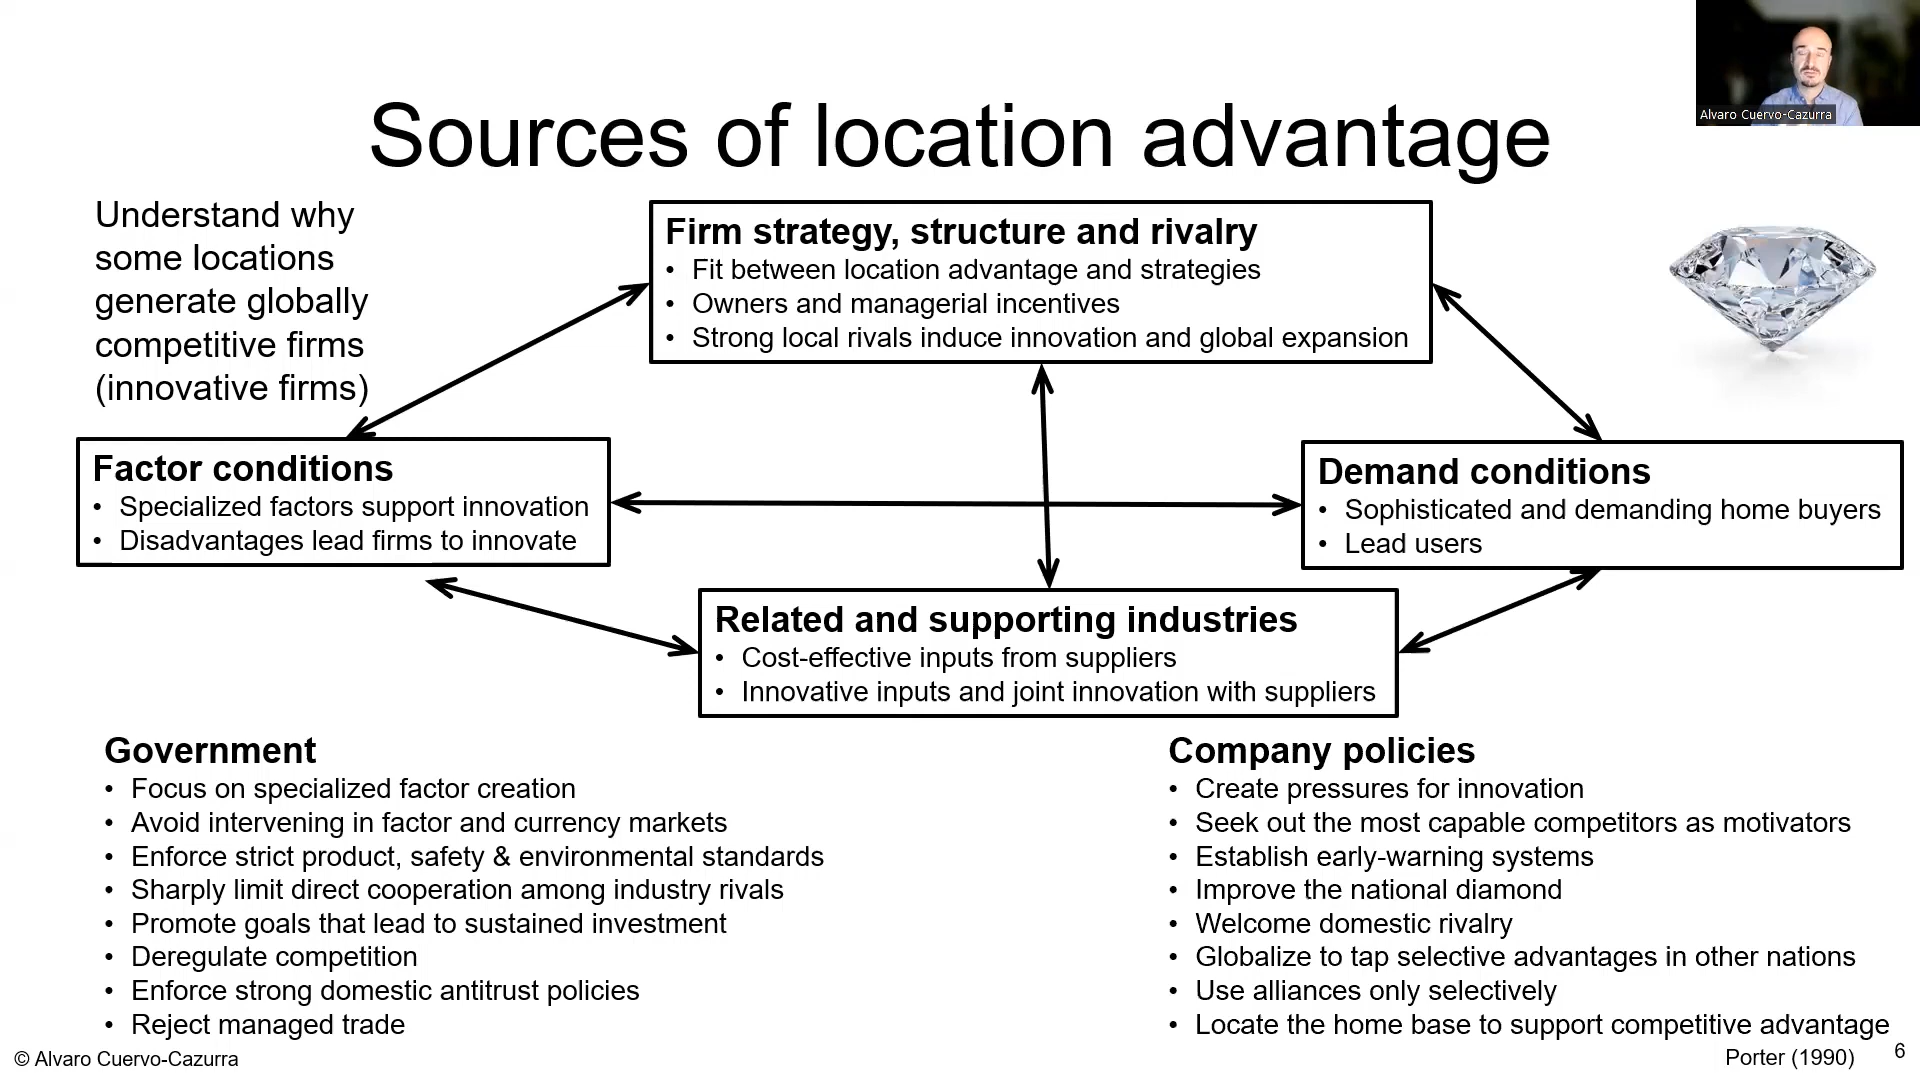 Alvaro Cuervo-Cazurra
Sources of location advantage
Understand why
some locations
generate globally
competitive firms
(innovative firms)
Firm strategy, structure and rivalry
• Fit between location advantage and strategies
• Owners and managerial incentives
• Strong local rivals induce innovation and global expansion
Factor conditions
• Specialized factors support innovation
• Disadvantages lead firms to innovate
Demand conditions
• Sophisticated and demanding home buyers
• Lead users
Related and supporting industries
• Cost-effective inputs from suppliers
• Innovative inputs and joint innovation with suppliers
Government
• Focus on specialized factor creation
• Avoid intervening in factor and currency markets
• Enforce strict product, safety & environmental standards
• Sharply limit direct cooperation among industry rivals
• Promote goals that lead to sustained investment
• Deregulate competition
• Enforce strong domestic antitrust policies
• Reject managed trade
Company policies
• Create pressures for innovation
• Seek out the most capable competitors as motivators
• Establish early-warning systems
• Improve the national diamond
• Welcome domestic rivalry
• Globalize to tap selective advantages in other nations
• Use alliances only selectively
• Locate the home base to support competitive advantage
© Alvaro Cuervo-Cazurra
Porter (1990)
6